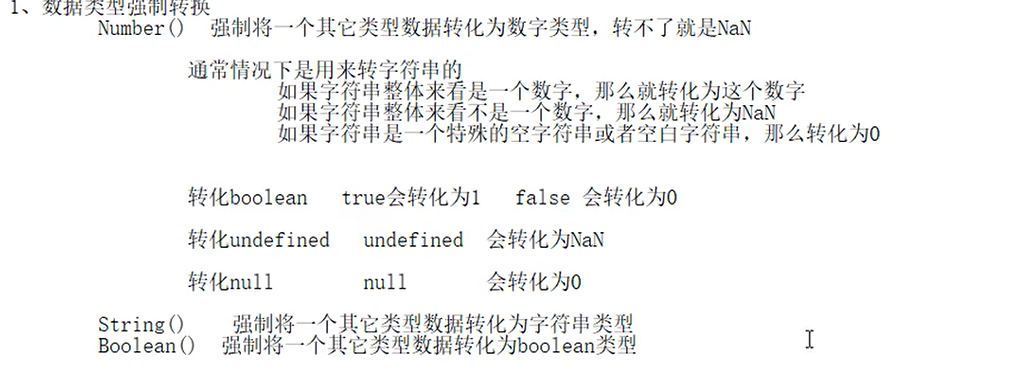 1、数据类型强制转换
Number() 强制将一个其它类型数据转化为数字类型，转不了就是NaN
通常情况下是用来转字符串的
如果字符串整体来看是一个数字，那么就转化为这个数字
如果字符串整体来看不是一个数字，那么就转化为NaN
如果字符串是一个特殊的空字符串或者空白字符串，那么转化为0
转化boolean true会转化为1 false 会转化为0
转化undefined undefined 会转化为NaN
转化null null 会转化为0
String() 强制将一个其它类型数据转化为字符串类型
Boolean() 强制将一个其它类型数据转化为boolean类型